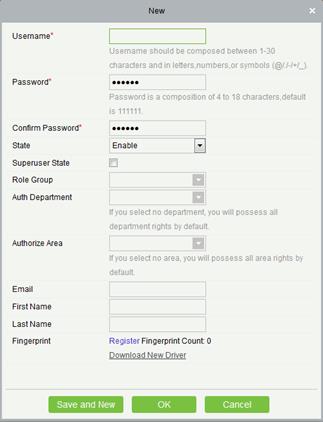 New
Username*
Username should be composed between 1-30
characters and in letters,numbers,or symbols (@/./-/+/_).
Password*
••••••
Password is a composition of 4 to 18 characters,default
is 111111.
Confirm Password*
••••••
State
Enable
Superuser State
Role Group
Auth Department
If you select no department, you will possess all
department rights by default.
Authorize Area
If you select no area, you will possess all area rights by
default.
Email
First Name
Last Name
Fingerprint
Register Fingerprint Count: 0
Download New Driver
Save and New
OK
Cancel